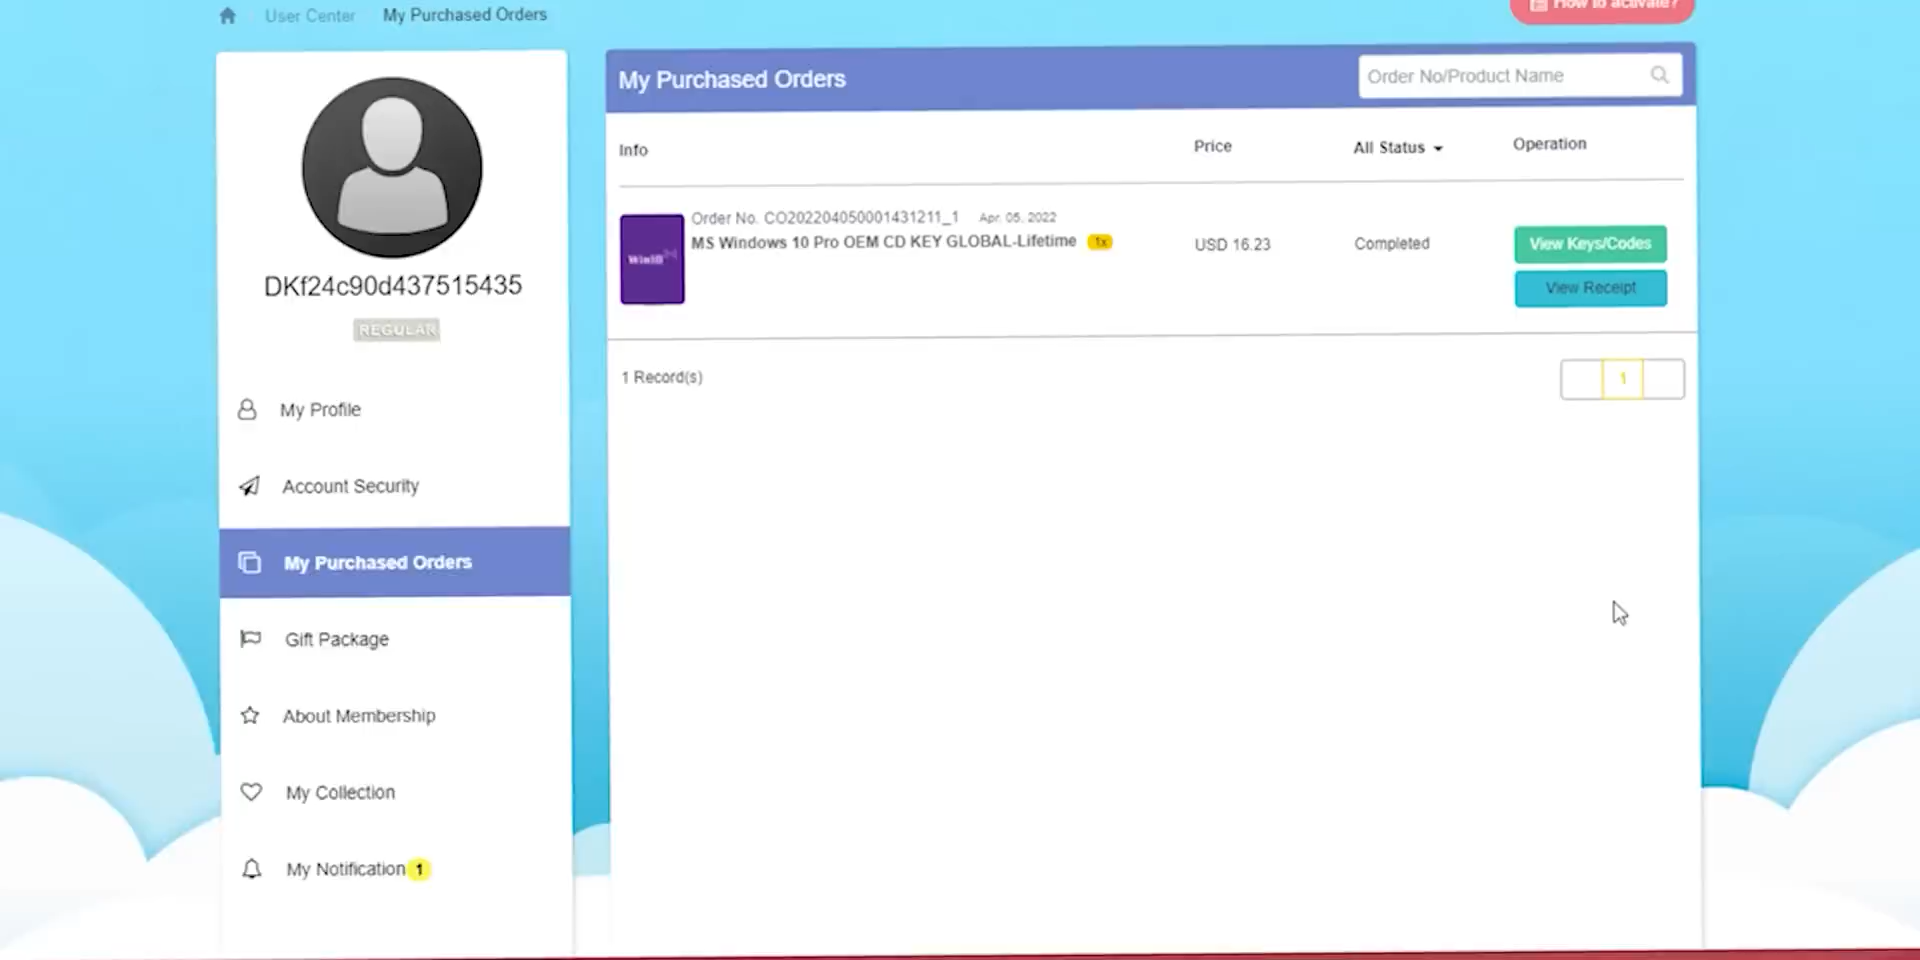 User Center
My Purchased Orders
How to activate?
My Purchased Orders
Order No/Product Name
Info
Price
All Status
Operation
Order No. CO202204050001431211_1 Apr. 05, 2022
MS Windows 10 Pro OEM CD KEY GLOBAL-Lifetime 1x
Win10
USD 16.23
Completed
View Keys/Codes
View Receipt
1 Record(s)
1
DKf24c90d437515435
REGULAR
My Profile
Account Security
My Purchased Orders
Gift Package
About Membership
My Collection
My Notification 1